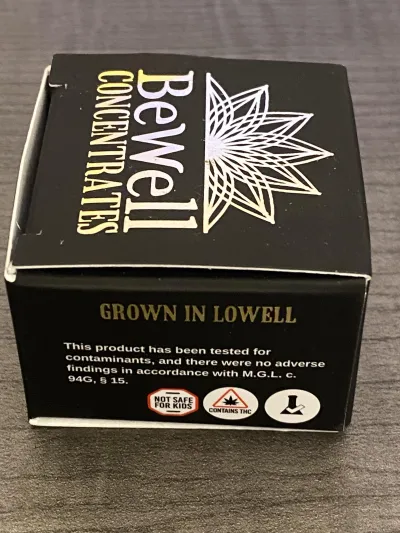 BeWell
CONCENTRATES
GROWN IN LOWELL
This product has been tested for
contaminants, and there were no adverse
findings in accordance with M.G.L. c.
94G, § 15.
NOT SAFE
FOR KIDS
CONTAINS THC